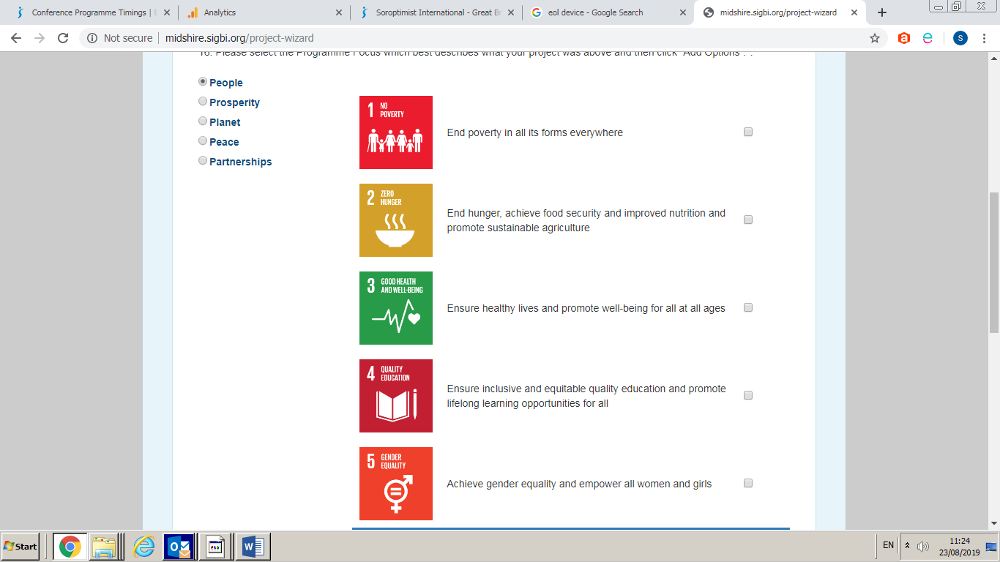 Conference Programme Timings |
Analytics
Soroptimist International - Great Br
eol device - Google Search
midshire.sigbi.org/project-wizard
Not secure
midshire.sigbi.org/project-wizard
S
16. Please select the Programme Focus which best describes what your project was above and then click "Add Options".
People
Prosperity
Planet
Peace
Partnerships
1 NO
POVERTY
End poverty in all its forms everywhere
2 ZERO
HUNGER
End hunger, achieve food security and improved nutrition and
promote sustainable agriculture
3 GOOD HEALTH
AND WELL-BEING
Ensure healthy lives and promote well-being for all at all ages
4 QUALITY
EDUCATION
Ensure inclusive and equitable quality education and promote
lifelong learning opportunities for all
5 GENDER
EQUALITY
Achieve gender equality and empower all women and girls
Start
EN
11:24
23/08/2019